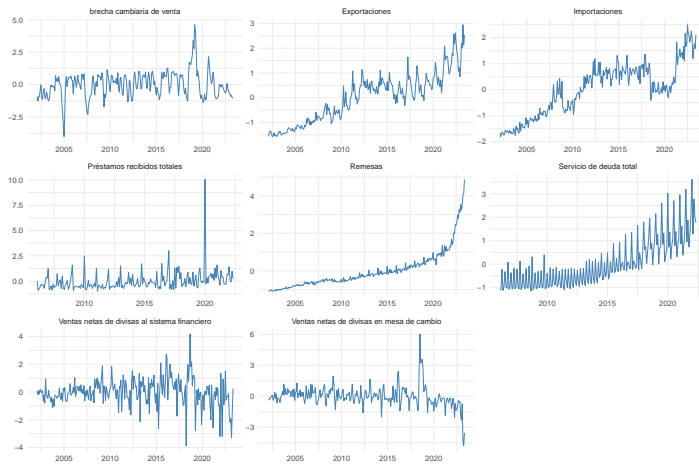 brecha cambiaria de venta
5.0
2.5
0.0
−2.5
2005 2010 2015 2020
Exportaciones
3
2
1
0
−1
2005 2010 2015 2020
Importaciones
2
1
0
−1
−2
2005 2010 2015 2020
Préstamos recibidos totales
10.0
7.5
5.0
2.5
0.0
2010 2015 2020
Remesas
4
2
0
2005 2010 2015 2020
Servicio de deuda total
3
2
1
0
−1
2010 2015 2020
Ventas netas de divisas al sistema financiero
4
2
0
−2
−4
2005 2010 2015 2020
Ventas netas de divisas en mesa de cambio
6
3
0
−3
2005 2010 2015 2020